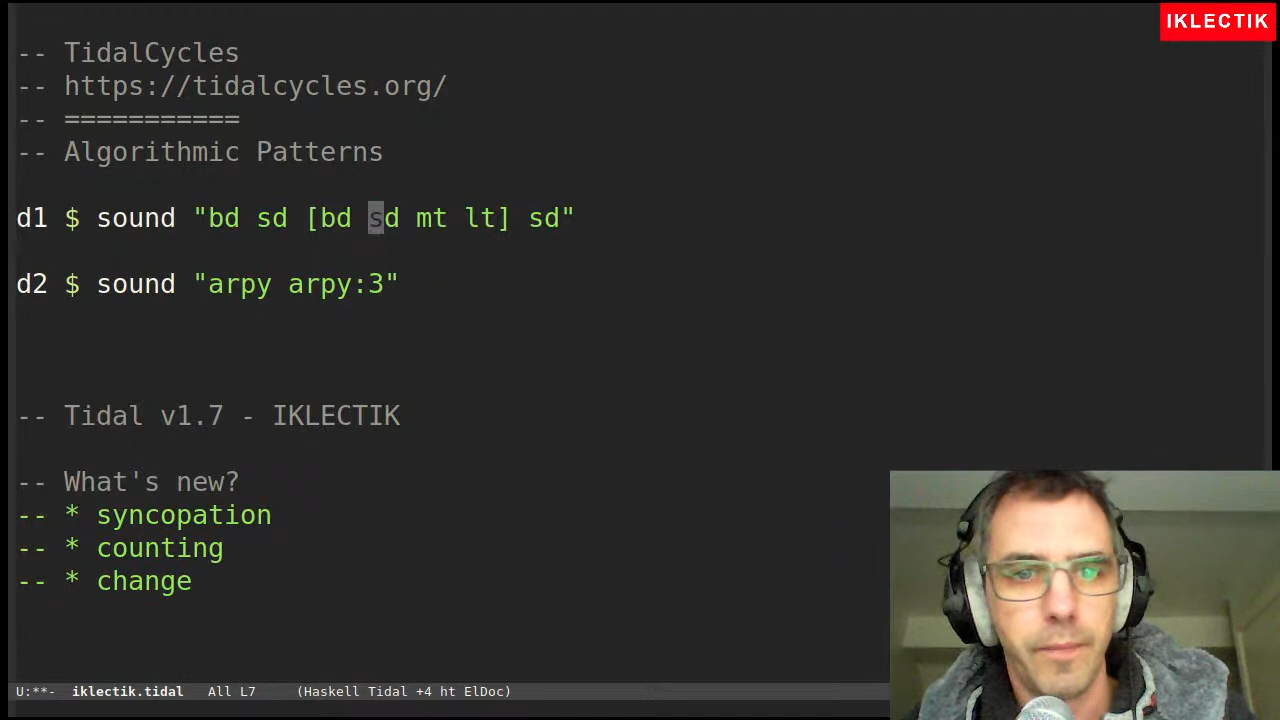 IKLECTIK
-- TidalCycles
-- https://tidalcycles.org/
-- ===========
-- Algorithmic Patterns
d1 $ sound "bd sd [bd sd mt lt] sd"
d2 $ sound "arpy arpy:3"
-- Tidal v1.7 - IKLECTIK
-- What's new?
-- * syncopation
-- * counting
-- * change
U:**-  iklectik.tidal   All L7     (Haskell Tidal +4 ht ElDoc)